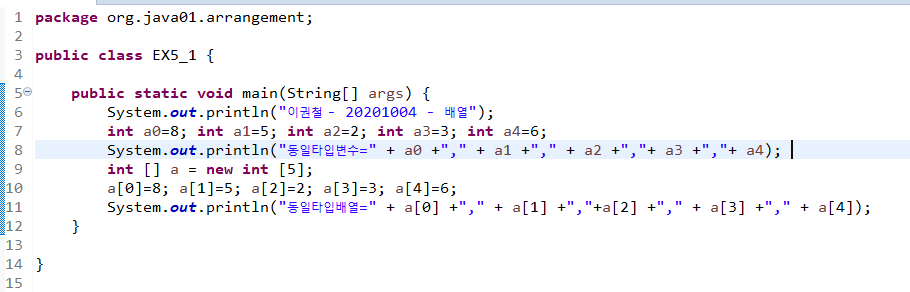 1 package org.java01.arrangement;
2
3 public class EX5_1 {
4
5 public static void main(String[] args) {
6 System.out.println("이권철 - 20201004 - 배열");
7 int a0=8; int a1=5; int a2=2; int a3=3; int a4=6;
8 System.out.println("동일타입변수=" + a0 +"," + a1 +"," + a2 +","+ a3 +","+ a4);
9 int [] a = new int [5];
10 a[0]=8; a[1]=5; a[2]=2; a[3]=3; a[4]=6;
11 System.out.println("동일타입배열=" + a[0] +"," + a[1] +","+a[2] +"," + a[3] +"," + a[4]);
12 }
13
14 }
15